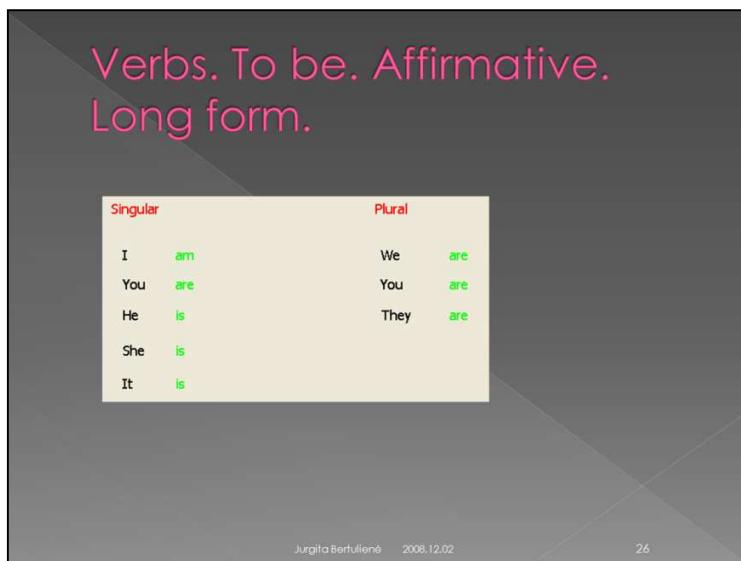 Verbs. To be. Affirmative.
Long form.
Singular Plural
I am We are
You are You are
He is They are
She is
It is
Jurgita Bertulienė 2008.12.02 26